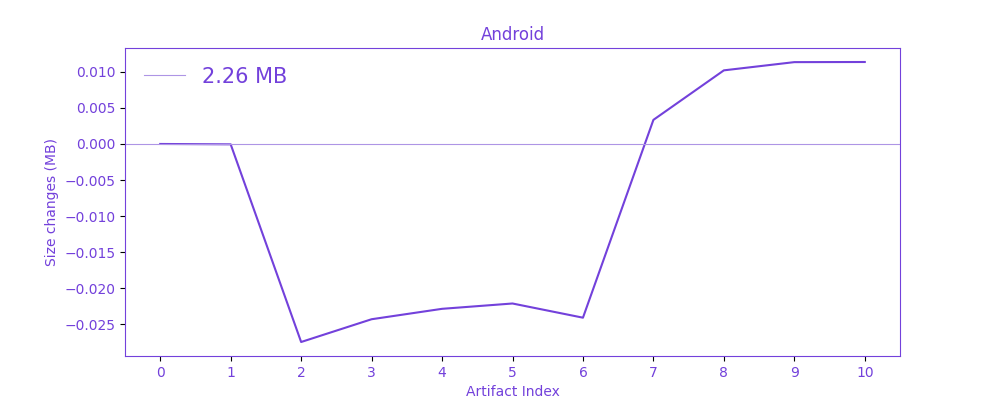 Android
2.26 MB
Size changes (MB)
0.010
0.005
0.000
−0.005
−0.010
−0.015
−0.020
−0.025
0 1 2 3 4 5 6 7 8 9 10
Artifact Index